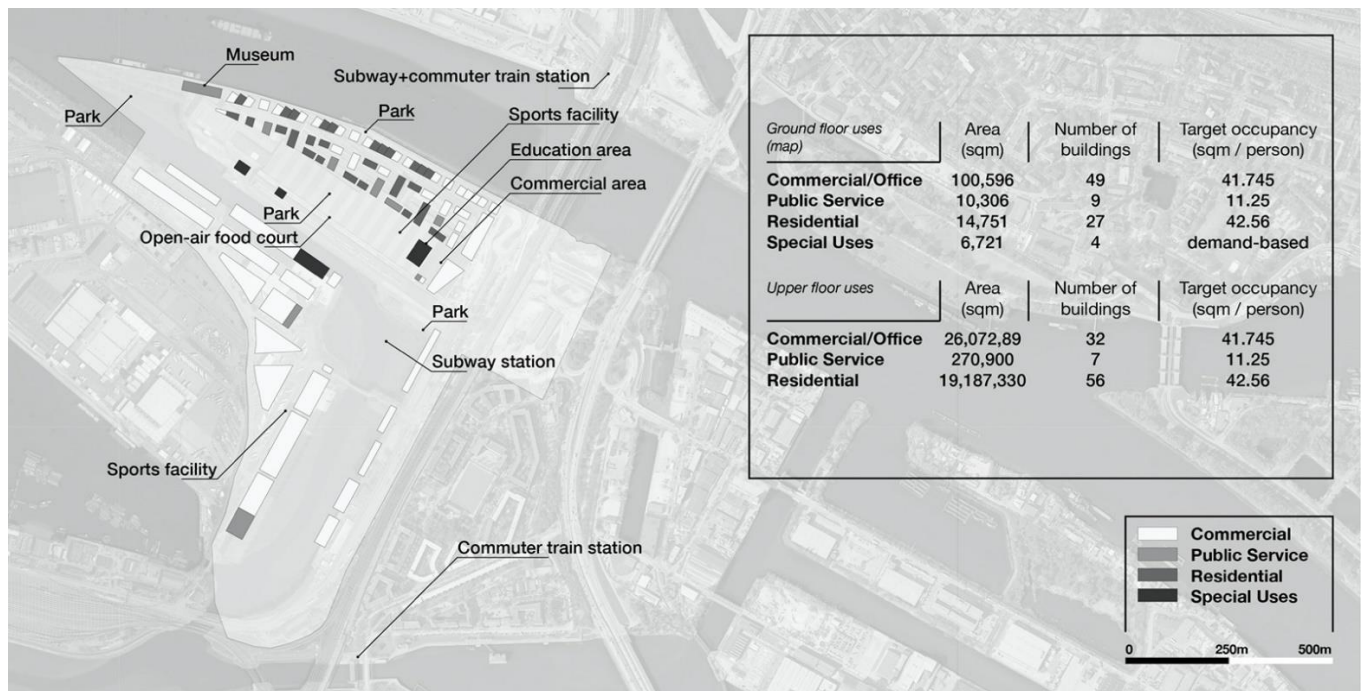 Museum
Subway+commuter train station
Park
Park
Sports facility
Education area
Commercial area
Park
Open-air food court
Park
Subway station
Sports facility
Commuter train station
Ground floor uses (map) Area (sqm) Number of buildings Target occupancy (sqm / person)
Commercial/Office 100,596 49 41.745
Public Service 10,306 9 11.25
Residential 14,751 27 42.56
Special Uses 6,721 4 demand-based
Upper floor uses Area (sqm) Number of buildings Target occupancy (sqm / person)
Commercial/Office 26,072,89 32 41.745
Public Service 270,900 7 11.25
Residential 19,187,330 56 42.56
Commercial
Public Service
Residential
Special Uses
0 250m 500m